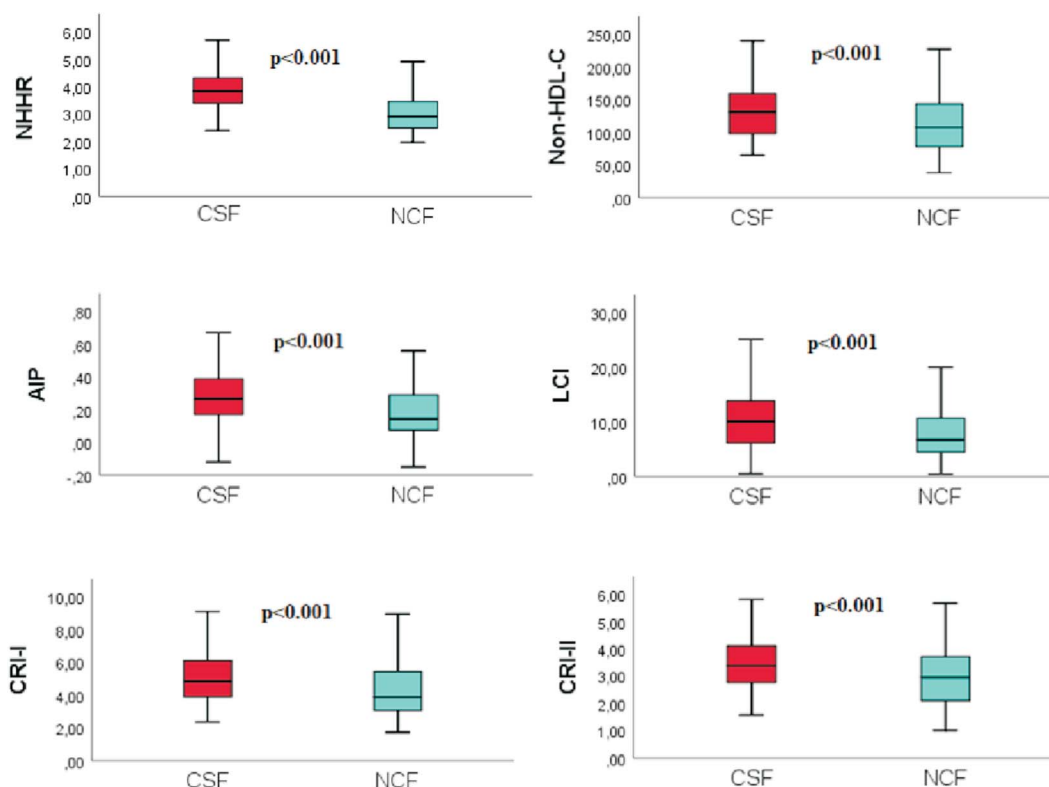 NHHR
6,00
5,00
4,00
3,00
2,00
1,00
,00
p<0.001
CSF NCF
Non-HDL-C
250,00
200,00
150,00
100,00
50,00
,00
p<0.001
CSF NCF
AIP
,80
,60
,40
,20
,00
-,20
p<0.001
CSF NCF
LCI
30,00
20,00
10,00
,00
p<0.001
CSF NCF
CRI-I
10,00
8,00
6,00
4,00
2,00
,00
p<0.001
CSF NCF
CRI-II
6,00
5,00
4,00
3,00
2,00
1,00
,00
p<0.001
CSF NCF